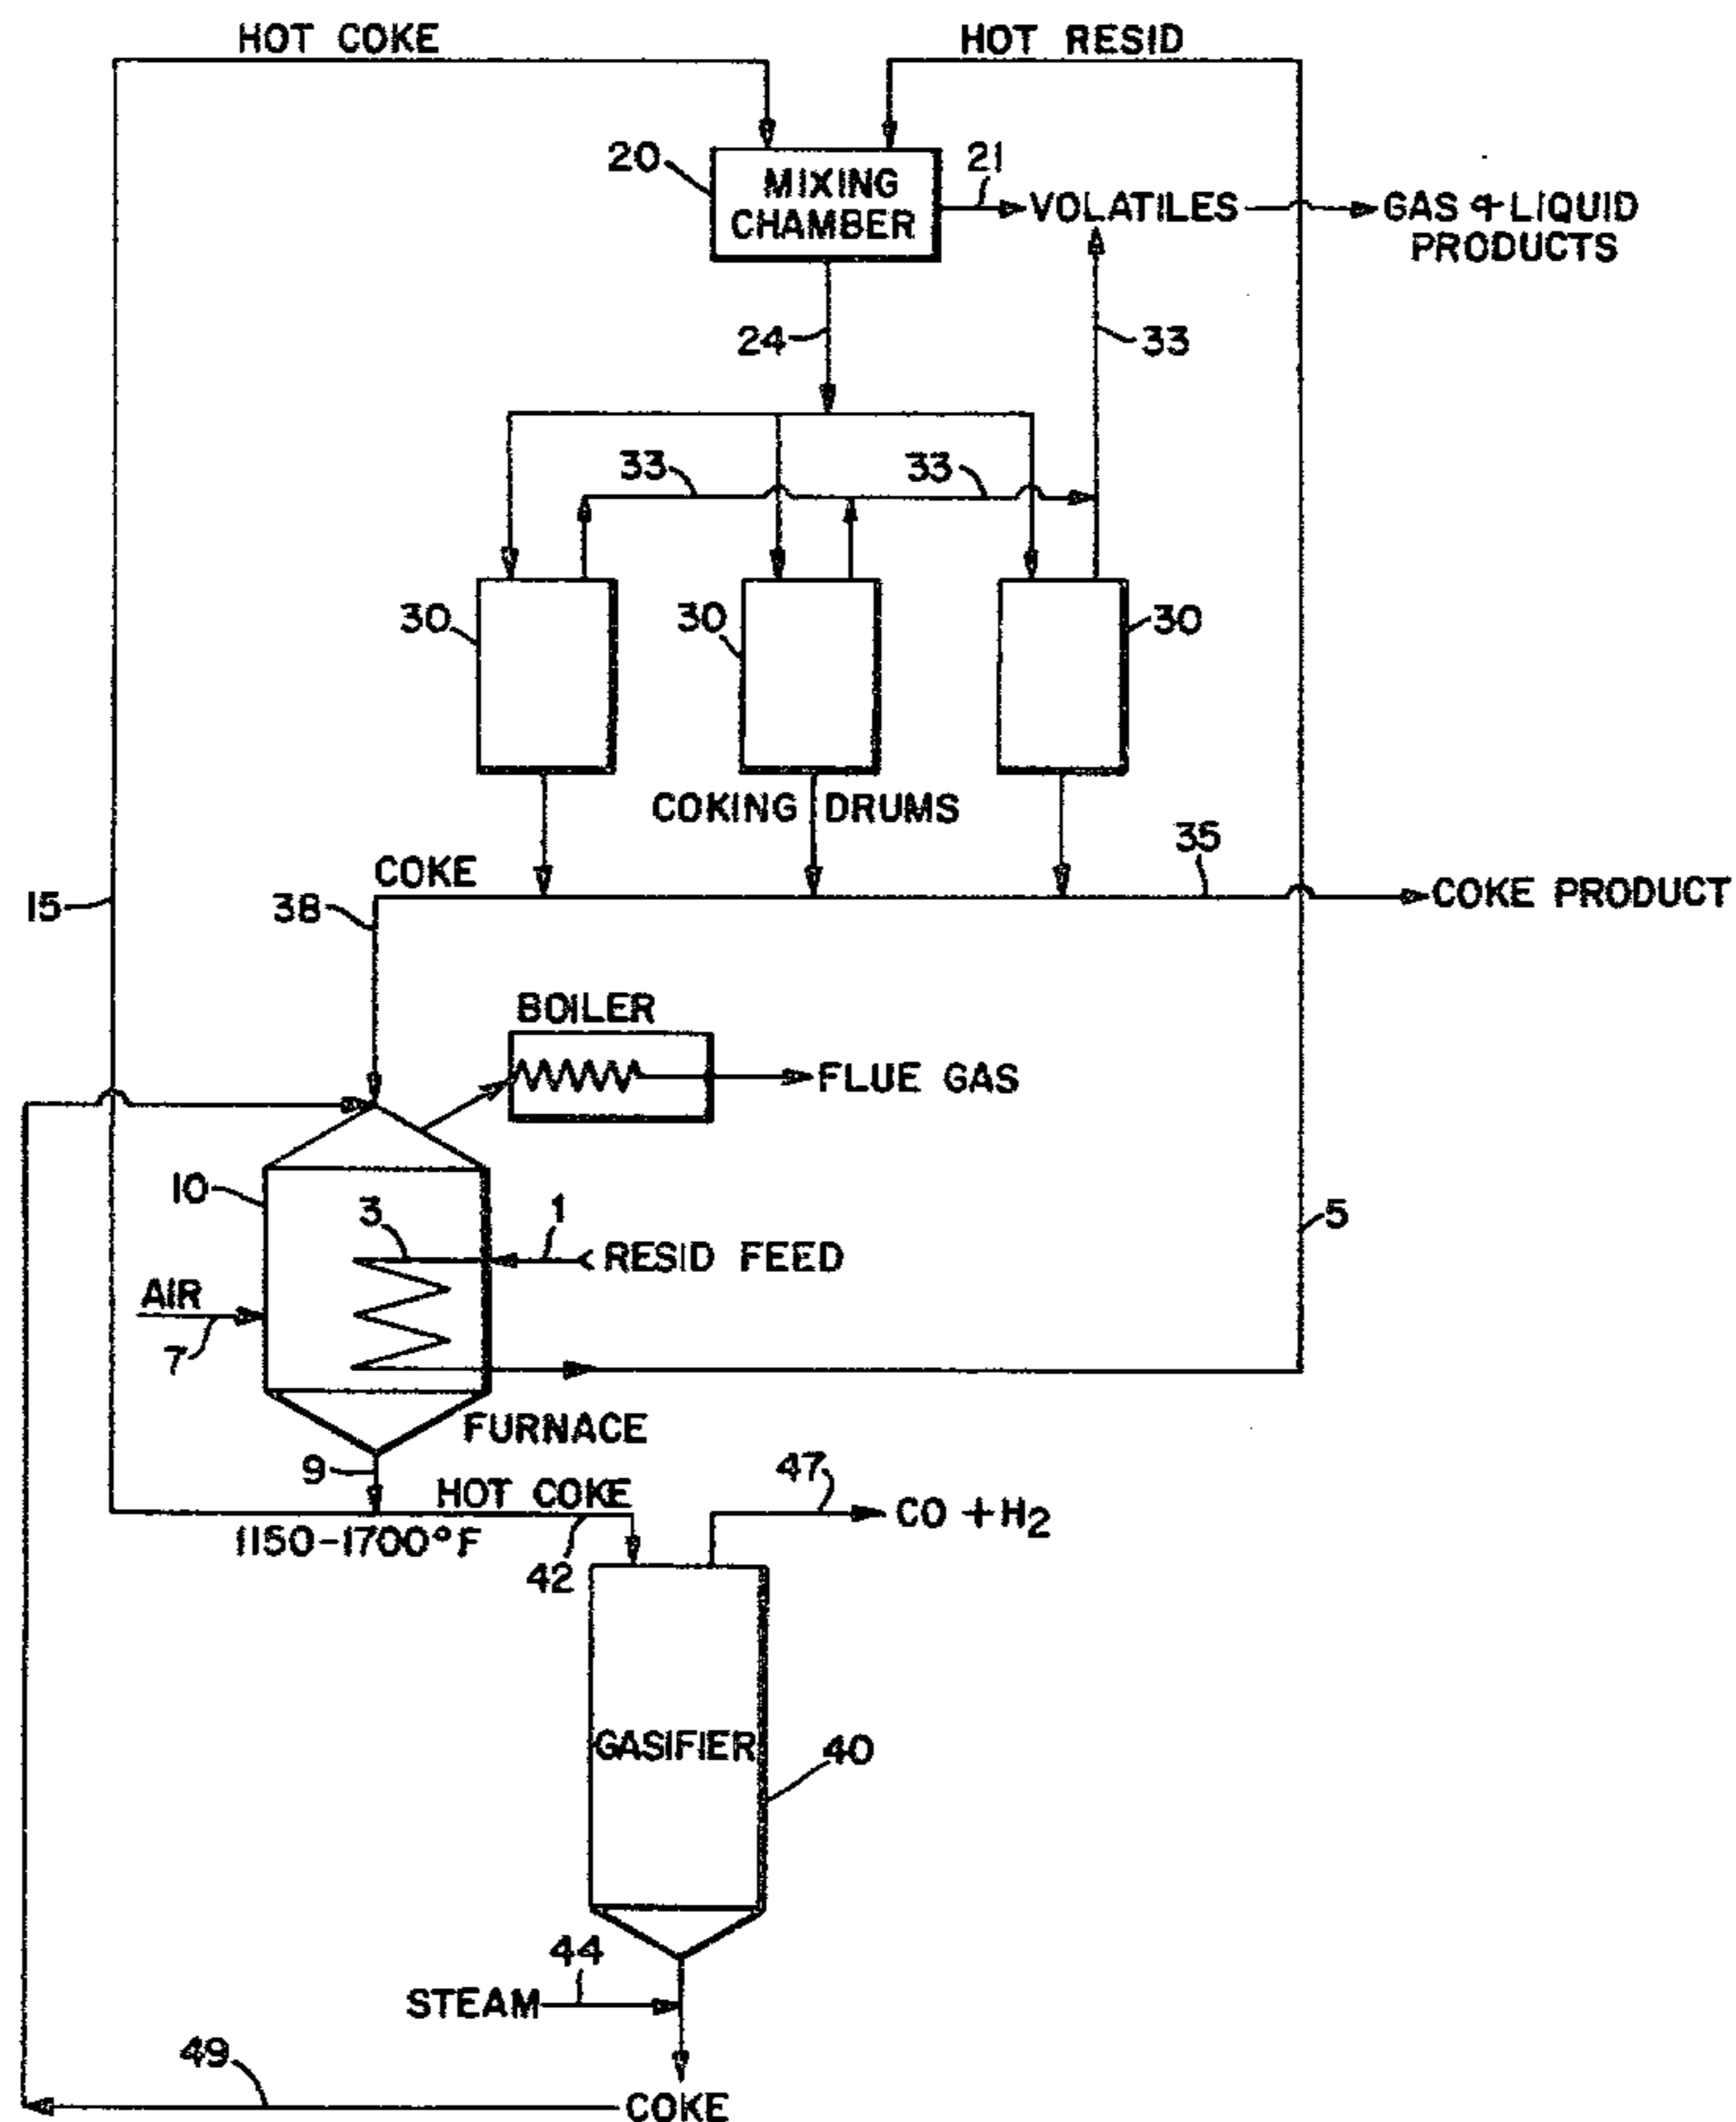 HOT COKE
HOT RESID
20
MIXING
CHAMBER
21
VOLATILES
GAS & LIQUID
PRODUCTS
24
33
33
33
30
30
30
COKING DRUMS
35
COKE
15
38
COKE PRODUCT
BOILER
FLUE GAS
10
3
1
RESID FEED
5
AIR
7
FURNACE
9
HOT COKE
47
CO + H2
1150-1700°F
42
GASIFIER
40
44
STEAM
49
COKE